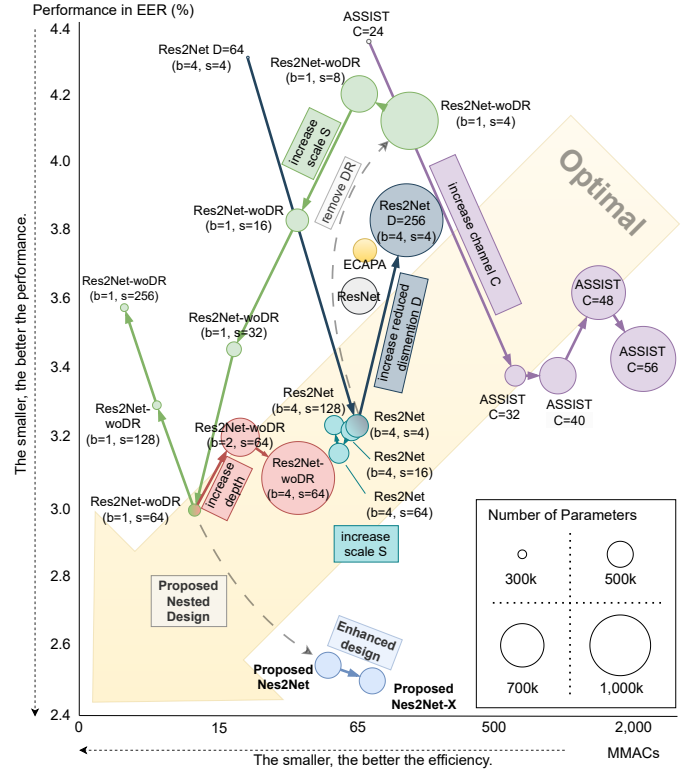 Performance in EER (%)
The smaller, the better the performance.
4.4
4.2
4.0
3.8
3.6
3.4
3.2
3.0
2.8
2.6
2.4
ASSIST
C=24
Res2Net D=64
(b=4, s=4)
Res2Net-woDR
(b=1, s=8)
Res2Net-woDR
(b=1, s=4)
increase
scale S
remove DR
Optimal
Res2Net-woDR
(b=1, s=16)
Res2Net
D=256
(b=4, s=4)
increase channel C
ECAPA
ResNet
Res2Net-woDR
(b=1, s=256)
increase reduced
dismention D
ASSIST
C=48
Res2Net-woDR
(b=1, s=32)
ASSIST
C=56
ASSIST
C=32
ASSIST
C=40
Res2Net
(b=4, s=128)
Res2Net-
woDR
(b=1, s=128)
Res2Net-woDR
(b=2, s=64)
Res2Net
(b=4, s=4)
Res2Net
(b=4, s=16)
Res2Net-
woDR
(b=4, s=64)
increase
depth
Res2Net
(b=4, s=64)
Res2Net-woDR
(b=1, s=64)
increase
scale S
Number of Parameters
300k
500k
700k
1,000k
Proposed
Nested
Design
Enhanced
design
Proposed
Nes2Net
Proposed
Nes2Net-X
0
15
65
500
2,000
The smaller, the better the efficiency.
MMACs